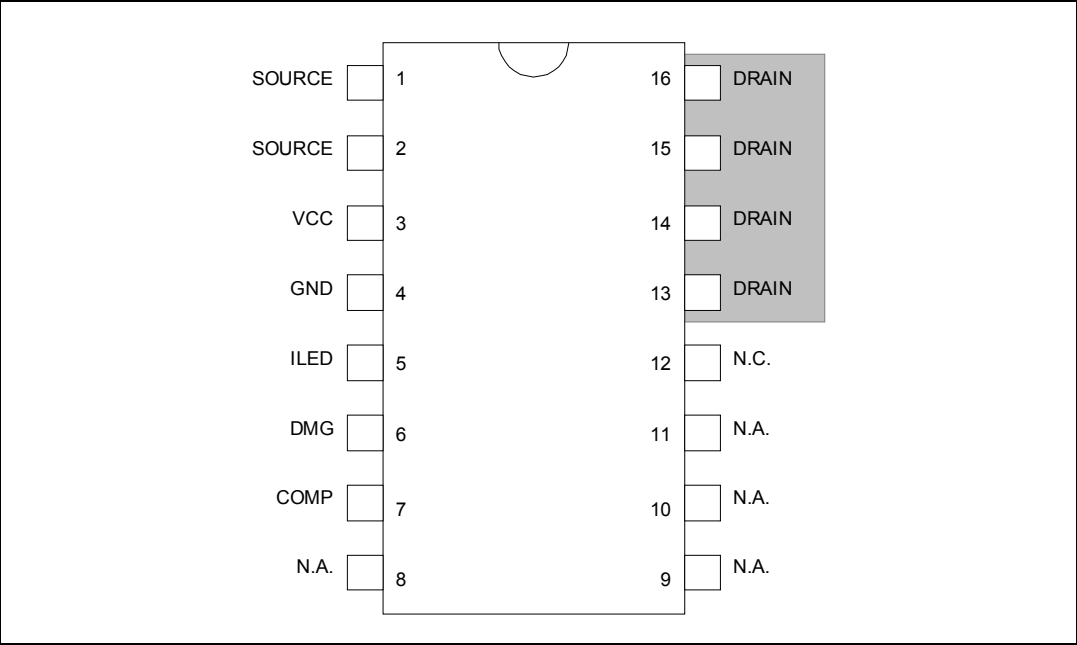 SOURCE 1 16 DRAIN
SOURCE 2 15 DRAIN
VCC 3 14 DRAIN
GND 4 13 DRAIN
ILED 5 12 N.C.
DMG 6 11 N.A.
COMP 7 10 N.A.
N.A. 8 9 N.A.